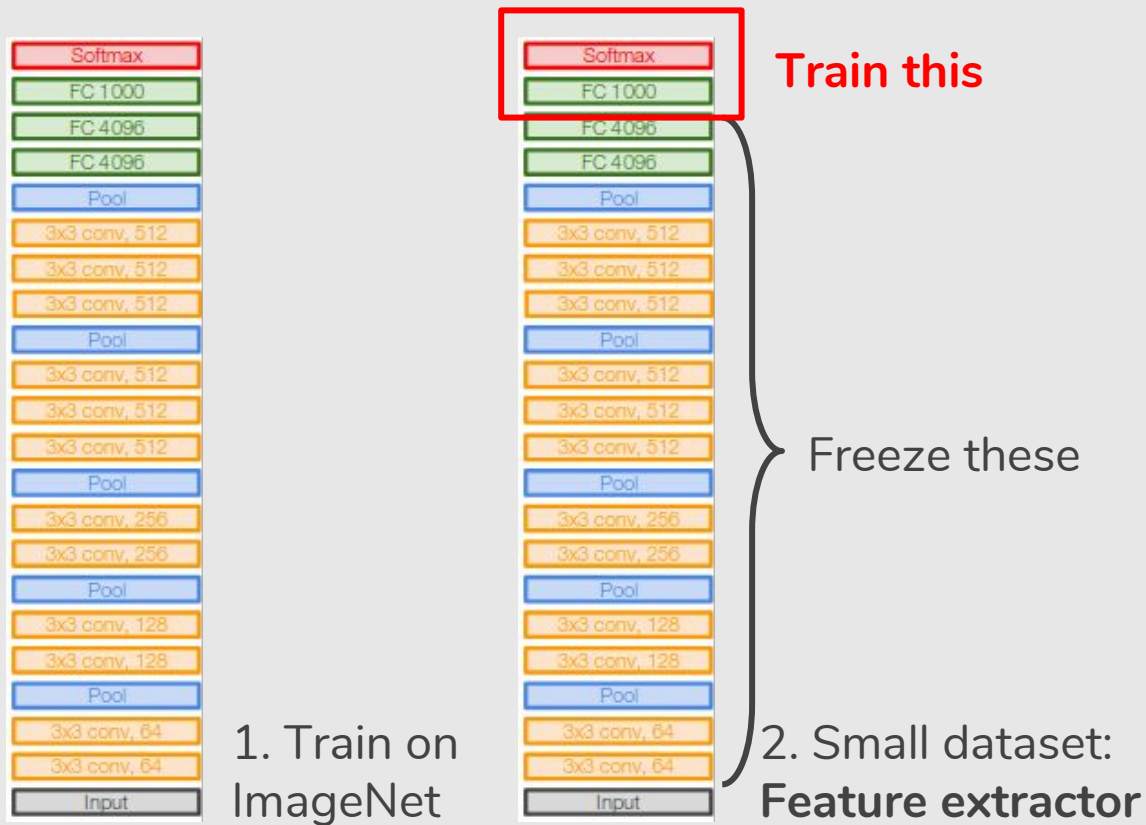 Softmax
FC 1000
FC 4096
FC 4096
Pool
3x3 conv, 512
3x3 conv, 512
3x3 conv, 512
Pool
3x3 conv, 512
3x3 conv, 512
3x3 conv, 512
Pool
3x3 conv, 256
3x3 conv, 256
Pool
3x3 conv, 128
3x3 conv, 128
Pool
3x3 conv, 64
3x3 conv, 64
Input
1. Train on
ImageNet
Softmax
FC 1000
FC 4096
FC 4096
Pool
3x3 conv, 512
3x3 conv, 512
3x3 conv, 512
Pool
3x3 conv, 512
3x3 conv, 512
3x3 conv, 512
Pool
3x3 conv, 256
3x3 conv, 256
Pool
3x3 conv, 128
3x3 conv, 128
Pool
3x3 conv, 64
3x3 conv, 64
Input
Train this
Freeze these
2. Small dataset:
Feature extractor